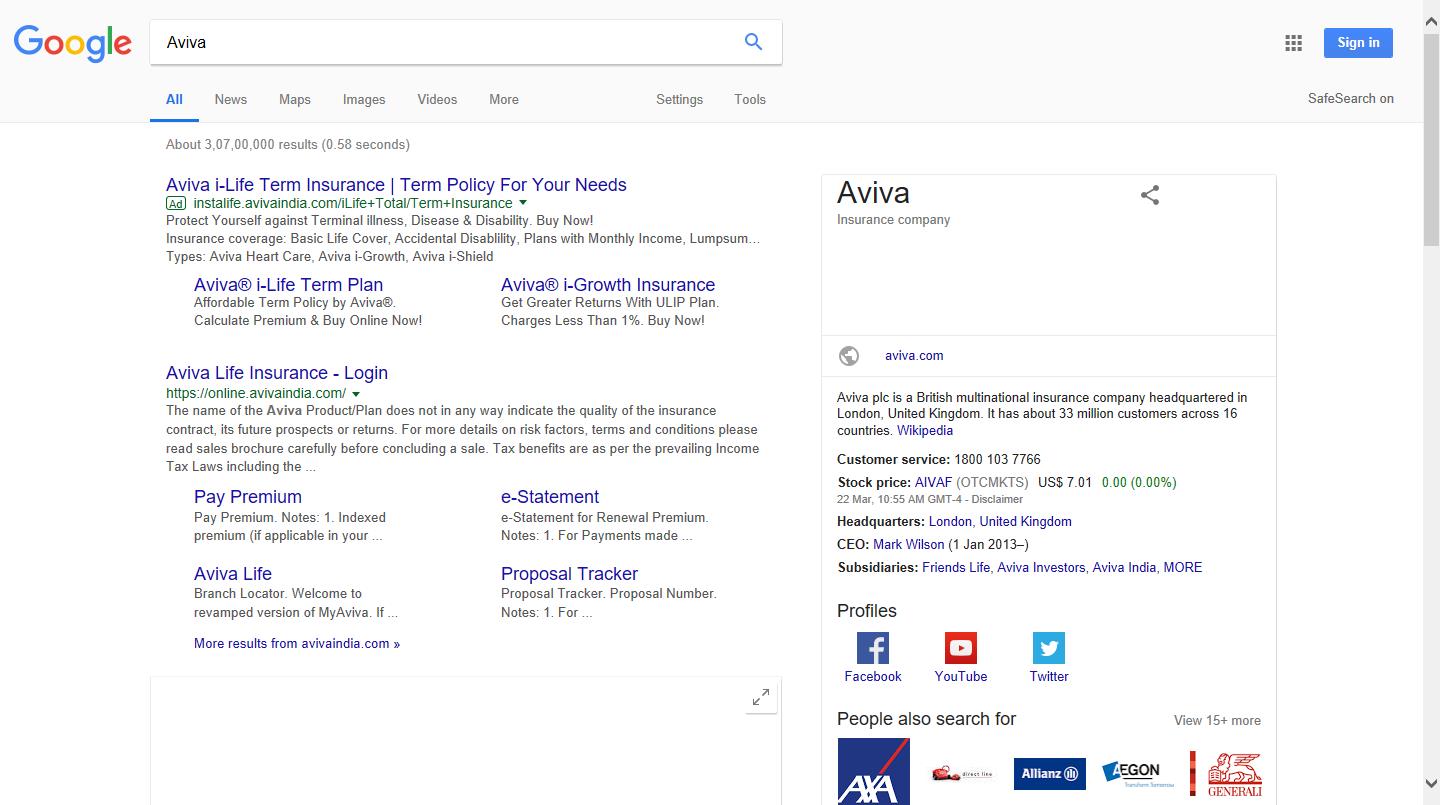 Google
Aviva
Sign in
All News Maps Images Videos More Settings Tools
SafeSearch on
About 3,07,00,000 results (0.58 seconds)
Aviva i-Life Term Insurance | Term Policy For Your Needs
Ad instalife.avivaindia.com/iLife+Total/Term+Insurance
Protect Yourself against Terminal illness, Disease & Disability. Buy Now!
Insurance coverage: Basic Life Cover, Accidental Disablility, Plans with Monthly Income, Lumpsum…
Types: Aviva Heart Care, Aviva i-Growth, Aviva i-Shield
Aviva® i-Life Term Plan
Affordable Term Policy by Aviva®.
Calculate Premium & Buy Online Now!
Aviva® i-Growth Insurance
Get Greater Returns With ULIP Plan.
Charges Less Than 1%. Buy Now!
Aviva Life Insurance - Login
https://online.avivaindia.com/
The name of the Aviva Product/Plan does not in any way indicate the quality of the insurance
contract, its future prospects or returns. For more details on risk factors, terms and conditions please
read sales brochure carefully before concluding a sale. Tax benefits are as per the prevailing Income
Tax Laws including the ...
Pay Premium
Pay Premium. Notes: 1. Indexed
premium (if applicable in your ...
e-Statement
e-Statement for Renewal Premium.
Notes: 1. For Payments made ...
Aviva Life
Branch Locator. Welcome to
revamped version of MyAviva. If ...
Proposal Tracker
Proposal Tracker. Proposal Number.
Notes: 1. For ...
More results from avivaindia.com »
Aviva
Insurance company
aviva.com
Aviva plc is a British multinational insurance company headquartered in
London, United Kingdom. It has about 33 million customers across 16
countries. Wikipedia
Customer service: 1800 103 7766
Stock price: AIVAF (OTCMKTS) US$ 7.01 0.00 (0.00%)
22 Mar, 10:55 AM GMT-4 - Disclaimer
Headquarters: London, United Kingdom
CEO: Mark Wilson (1 Jan 2013–)
Subsidiaries: Friends Life, Aviva Investors, Aviva India, MORE
Profiles
Facebook YouTube Twitter
People also search for View 15+ more
AXA direct line Allianz AEGON GENERALI
Transform Tomorrow